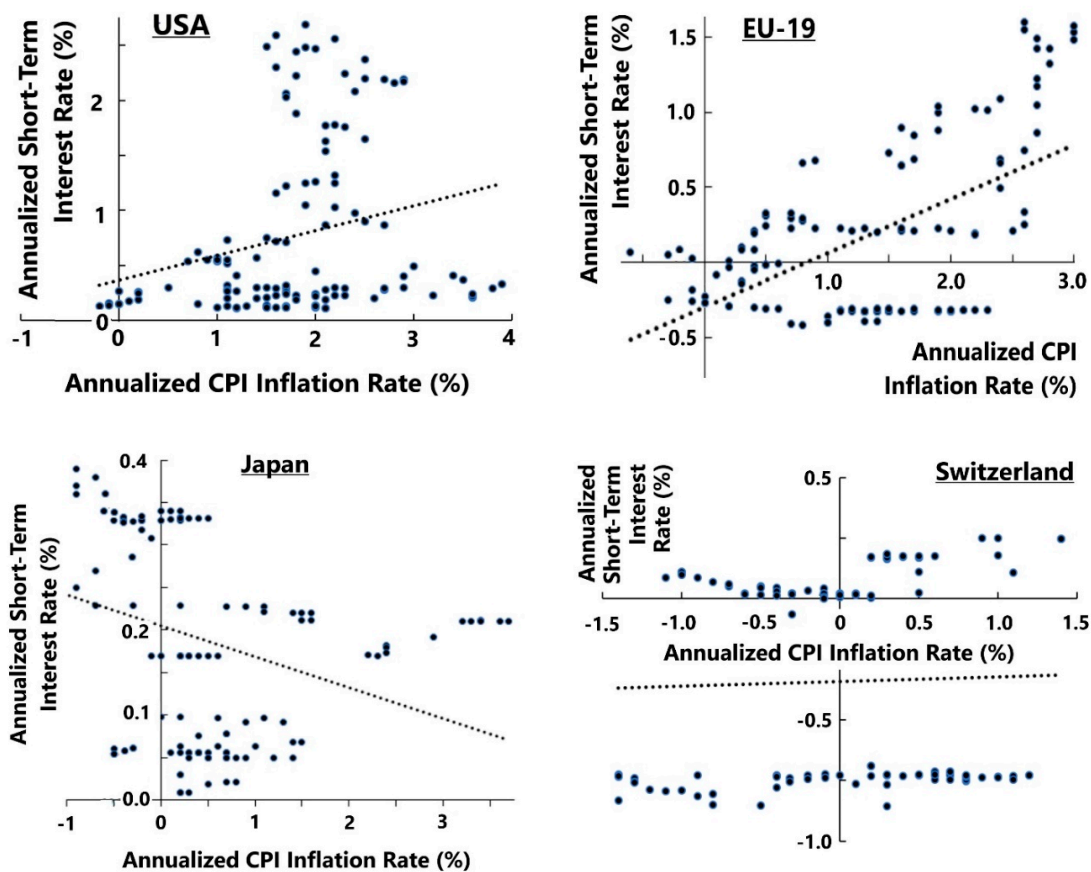 USA
Annualized Short-Term
Interest Rate (%)
2
1
0
-1
0
1
2
3
4
Annualized CPI Inflation Rate (%)
EU-19
Annualized Short-Term
Interest Rate (%)
1.5
1.0
0.5
-0.5
1.0
2.0
3.0
Annualized CPI
Inflation Rate (%)
Japan
Annualized Short-Term
Interest Rate (%)
0.4
0.2
0.1
-0.0
-1
0
1
2
3
Annualized CPI Inflation Rate (%)
Switzerland
Annualized
Short-Term
Interest
Rate (%)
0.5
-1.5
-1.0
-0.5
0
0.5
1.0
1.5
Annualized CPI Inflation Rate (%)
-0.5
-1.0